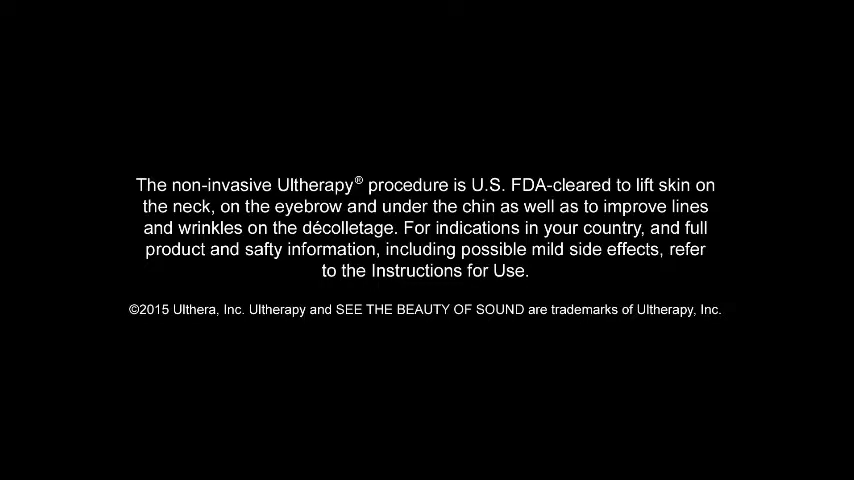 The non-invasive Ultherapy® procedure is U.S. FDA-cleared to lift skin on
the neck, on the eyebrow and under the chin as well as to improve lines
and wrinkles on the décolletage. For indications in your country, and full
product and safty information, including possible mild side effects, refer
to the Instructions for Use.
©2015 Ulthera, Inc. Ultherapy and SEE THE BEAUTY OF SOUND are trademarks of Ultherapy, Inc.